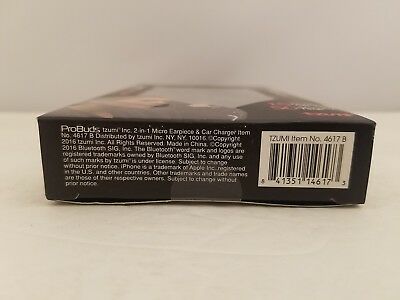 ProBuds tzumi Inc. 2-in-1 Micro Earpiece & Car Charger Item
No. 4617 B Distributed by tzumi Inc. NY, NY, 10016. ©Copyright
2016 tzumi Inc. All Rights Reserved. Made in China. ©Copyright
2016 Bluetooth SIG, Inc. The Bluetooth® word mark and logos are
registered trademarks owned by Bluetooth SIG, Inc. and any use
of such marks by tzumi™ is under license. Subject to change
without prior notice. iPhone is a trademark of Apple Inc. registered
in the U.S. and other countries. Other trademarks and trade names
are those of their respective owners. Subject to change without
prior notice.
TZUMI Item No. 4617 B
8 41351 14617 3